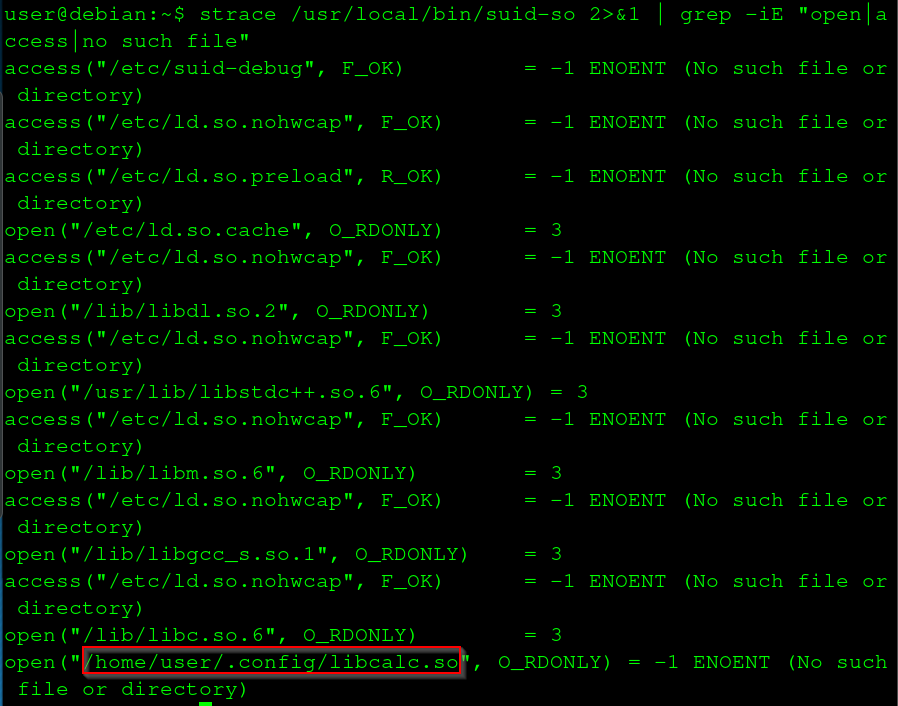 user@debian:~$ strace /usr/local/bin/suid-so 2>&1 | grep -iE "open|a
ccess|no such file"
access("/etc/suid-debug", F_OK)         = -1 ENOENT (No such file or
 directory)
access("/etc/ld.so.nohwcap", F_OK)      = -1 ENOENT (No such file or
 directory)
access("/etc/ld.so.preload", R_OK)      = -1 ENOENT (No such file or
 directory)
open("/etc/ld.so.cache", O_RDONLY)      = 3
access("/etc/ld.so.nohwcap", F_OK)      = -1 ENOENT (No such file or
 directory)
open("/lib/libdl.so.2", O_RDONLY)       = 3
access("/etc/ld.so.nohwcap", F_OK)      = -1 ENOENT (No such file or
 directory)
open("/usr/lib/libstdc++.so.6", O_RDONLY) = 3
access("/etc/ld.so.nohwcap", F_OK)      = -1 ENOENT (No such file or
 directory)
open("/lib/libm.so.6", O_RDONLY)        = 3
access("/etc/ld.so.nohwcap", F_OK)      = -1 ENOENT (No such file or
 directory)
open("/lib/libgcc_s.so.1", O_RDONLY)    = 3
access("/etc/ld.so.nohwcap", F_OK)      = -1 ENOENT (No such file or
 directory)
open("/lib/libc.so.6", O_RDONLY)        = 3
open("/home/user/.config/libcalc.so", O_RDONLY) = -1 ENOENT (No such
 file or directory)